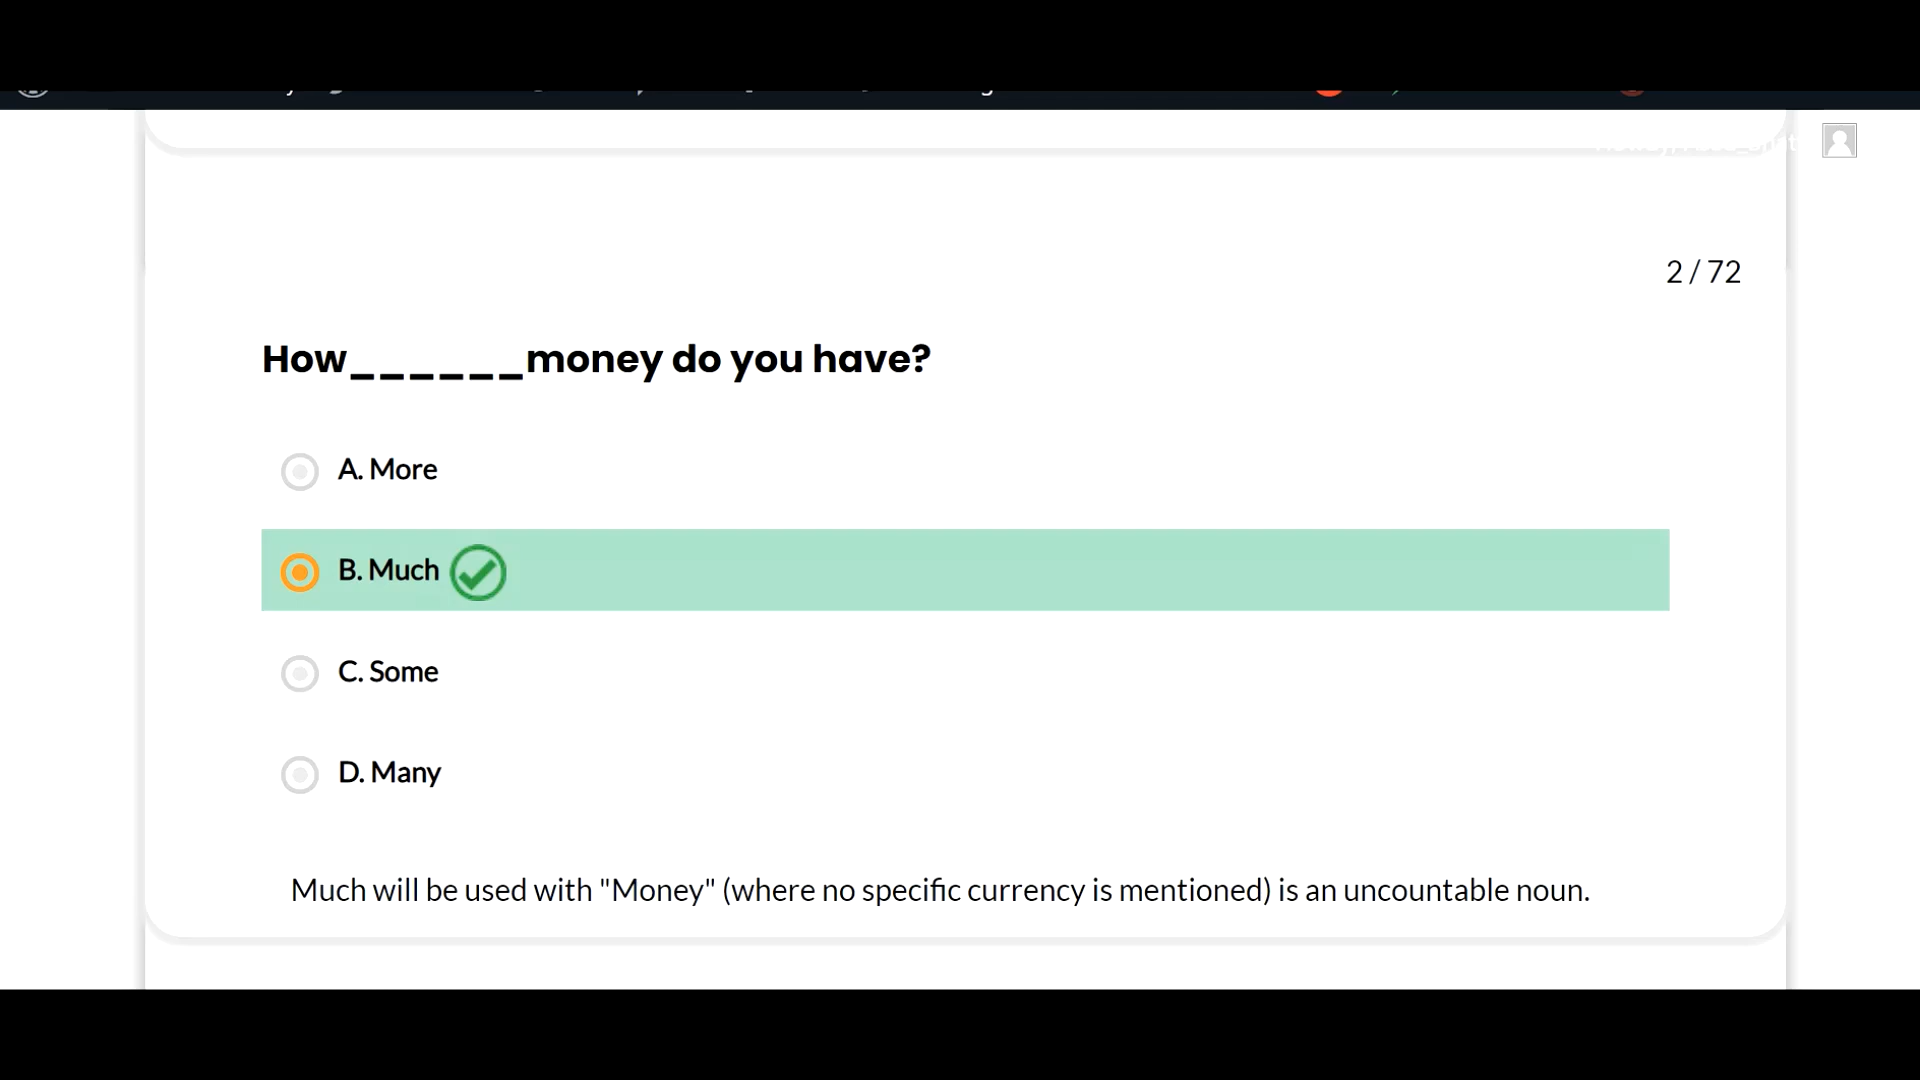 2 / 72
How______money do you have?
A. More
B. Much
C. Some
D. Many
Much will be used with "Money" (where no specific currency is mentioned) is an uncountable noun.